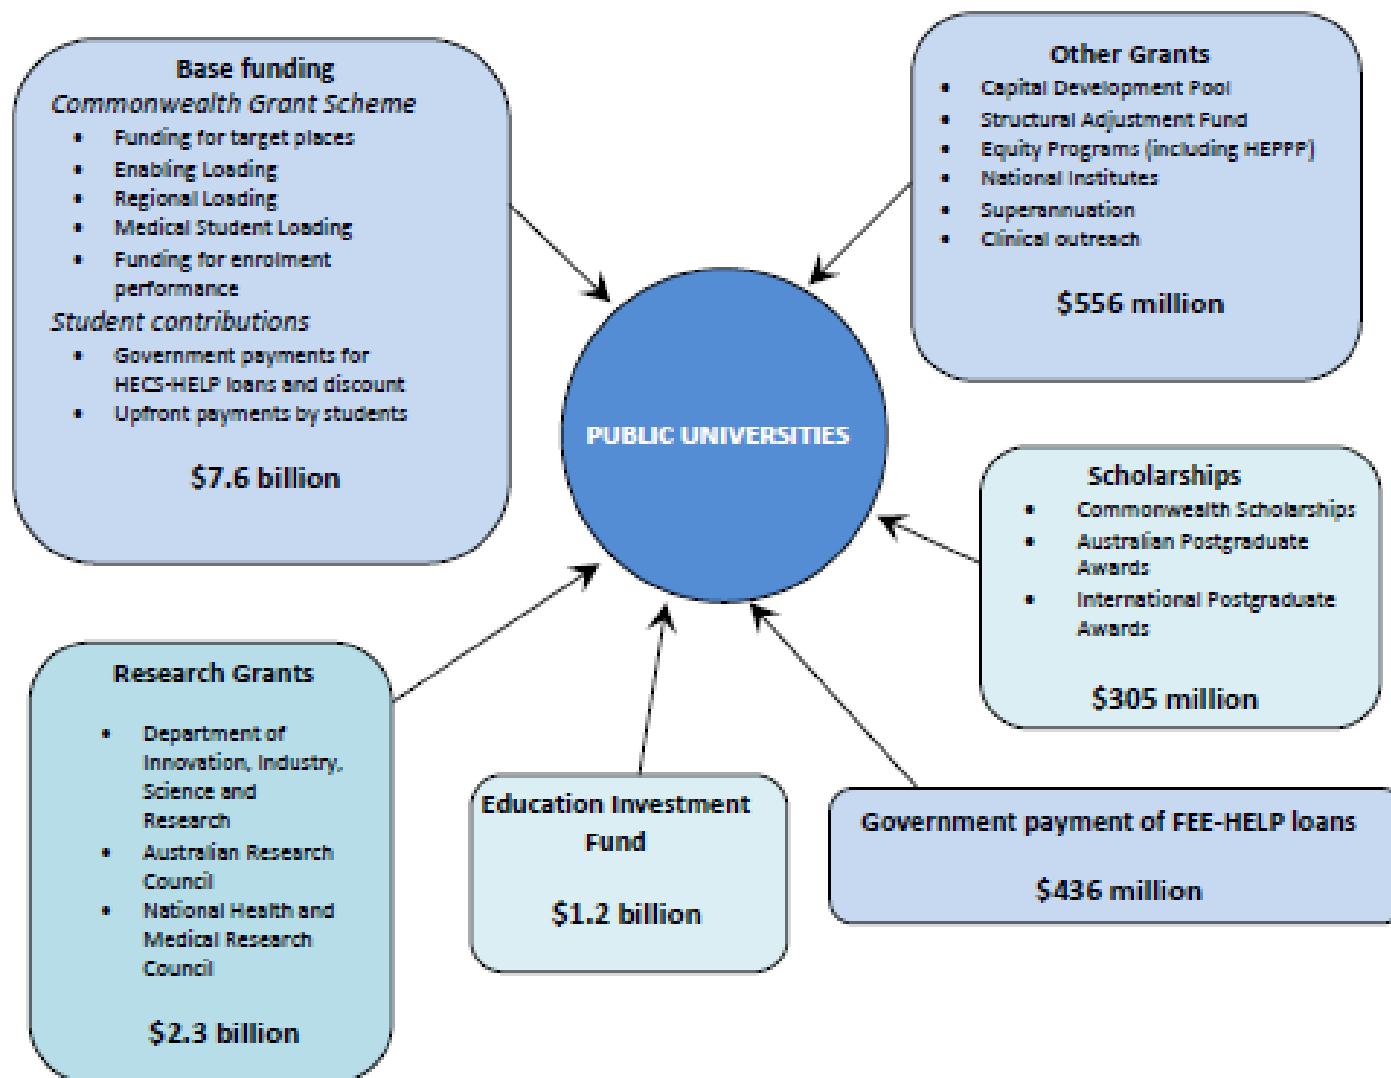 Base funding
Commonwealth Grant Scheme
• Funding for target places
• Enabling Loading
• Regional Loading
• Medical Student Loading
• Funding for enrolment
performance
Student contributions
• Government payments for
HECS-HELP loans and discount
• Upfront payments by students
$7.6 billion
Other Grants
• Capital Development Pool
• Structural Adjustment Fund
• Equity Programs (including HEPPP)
• National Institutes
• Superannuation
• Clinical outreach
$556 million
PUBLIC UNIVERSITIES
Scholarships
• Commonwealth Scholarships
• Australian Postgraduate
Awards
• International Postgraduate
Awards
$305 million
Research Grants
• Department of
Innovation, Industry,
Science and
Research
• Australian Research
Council
• National Health and
Medical Research
Council
$2.3 billion
Education Investment
Fund
$1.2 billion
Government payment of FEE-HELP loans
$436 million